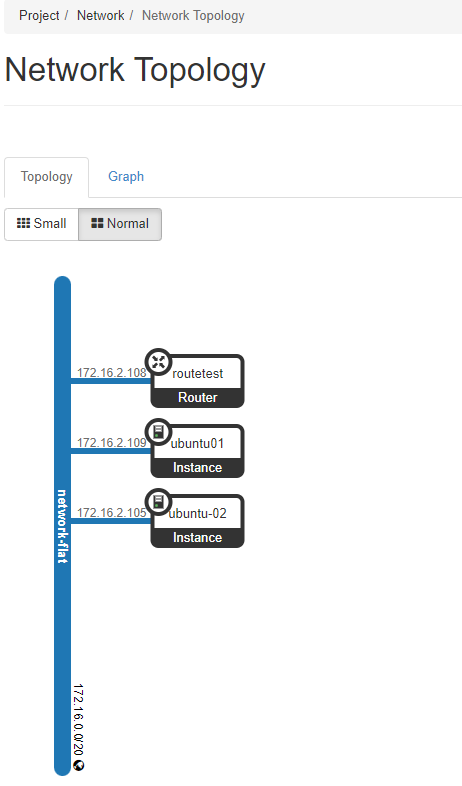 Project / Network / Network Topology
Network Topology
Topology Graph
Small Normal
172.16.2.108 routetest
Router
172.16.2.109 ubuntu01
Instance
172.16.2.105 ubuntu-02
Instance
network-flat
172.16.0.0/20